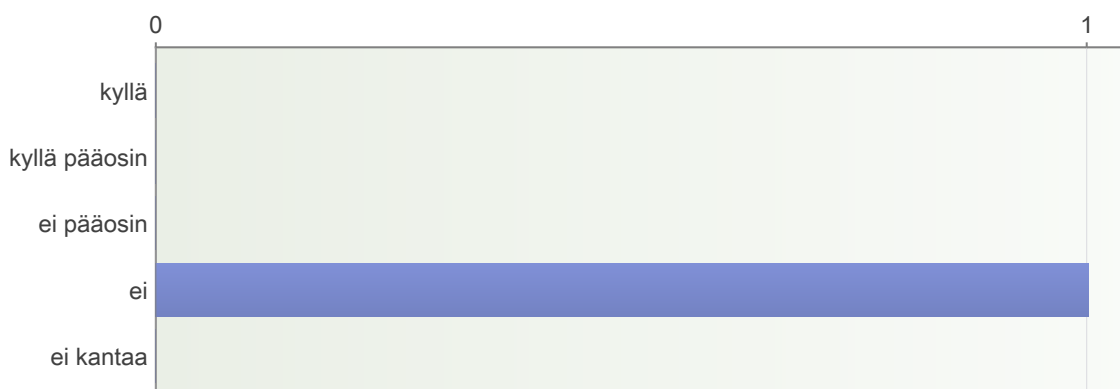 0 1
kyllä
kyllä pääosin
ei pääosin
ei
ei kantaa